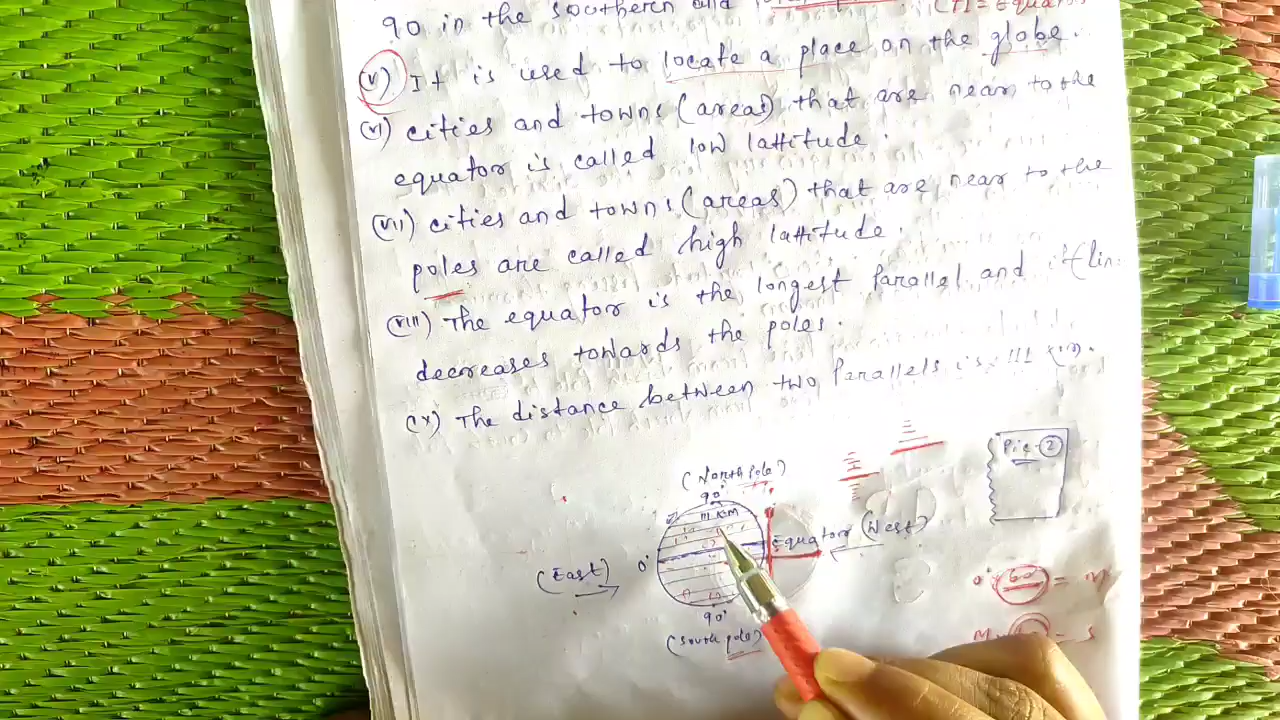 90 in the southern and
(v) It is used to locate a place on the globe.
(vi) cities and towns (areas) that are near to the
equator is called low lattitude.
(vii) cities and towns (areas) that are near to the
poles are called high lattitude.
(viii) The equator is the longest parallel and it
decreases towards the poles.
(ix) The distance between two parallels is 111 km.
Pic-2
(North pole)
90°
111 KM
Equator (West)
(East)
0°
90°
(South pole)